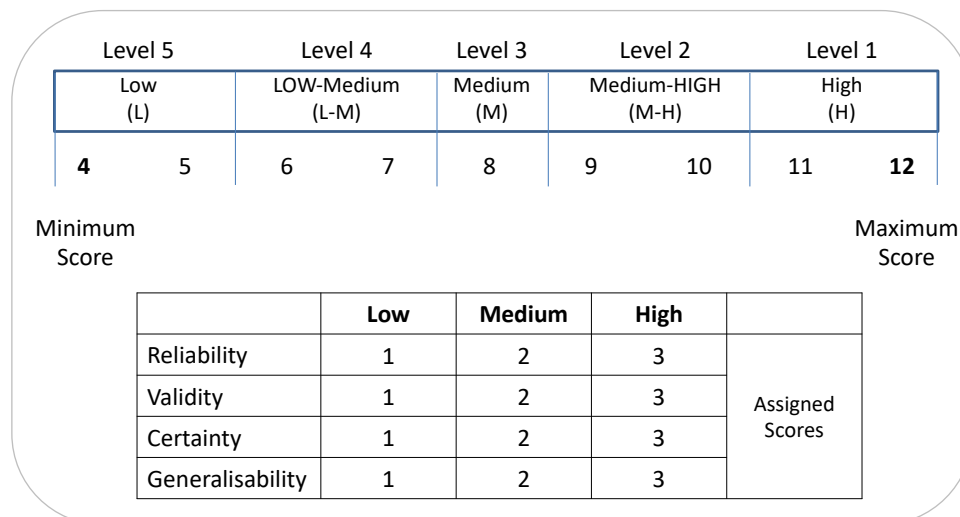 Level 5 Level 4 Level 3 Level 2 Level 1
Low LOW-Medium Medium Medium-HIGH High
(L) (L-M) (M) (M-H) (H)
4 5 6 7 8 9 10 11 12
Minimum Maximum
Score Score
Low Medium High
Reliability 1 2 3
Validity 1 2 3
Certainty 1 2 3
Generalisability 1 2 3
Assigned
Scores